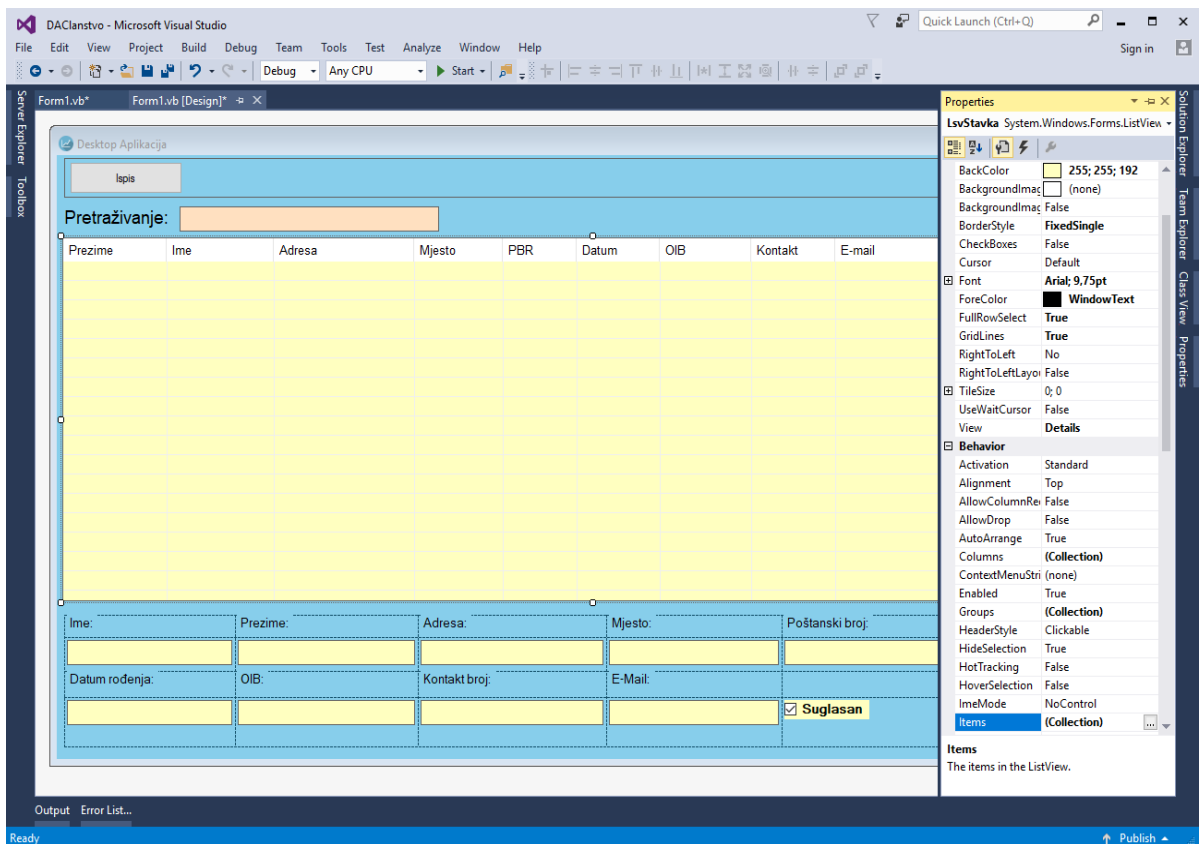 DAClanstvo - Microsoft Visual Studio
Quick Launch (Ctrl+Q)
File Edit View Project Build Debug Team Tools Test Analyze Window Help
Sign in
Debug Any CPU Start
Server Explorer
Toolbox
Form1.vb* Form1.vb [Design]*
Desktop Aplikacija
Ispis
Pretraživanje:
Prezime Ime Adresa Mjesto PBR Datum OIB Kontakt E-mail
Ime: Prezime: Adresa: Mjesto: Poštanski broj:
Datum rođenja: OIB: Kontakt broj: E-Mail:
Suglasan
Properties
LsvStavka System.Windows.Forms.ListView
BackColor 255; 255; 192
BackgroundImag (none)
BackgroundImag False
BorderStyle FixedSingle
CheckBoxes False
Cursor Default
Font Arial; 9,75pt
ForeColor WindowText
FullRowSelect True
GridLines True
RightToLeft No
RightToLeftLayou False
TileSize 0; 0
UseWaitCursor False
View Details
Behavior
Activation Standard
Alignment Top
AllowColumnReo False
AllowDrop False
AutoArrange True
Columns (Collection)
ContextMenuStri (none)
Enabled True
Groups (Collection)
HeaderStyle Clickable
HideSelection True
HotTracking False
HoverSelection False
ImeMode NoControl
Items (Collection) ...
Items
The items in the ListView.
Solution Explorer
Team Explorer
Class View
Properties
Output Error List...
Ready
Publish